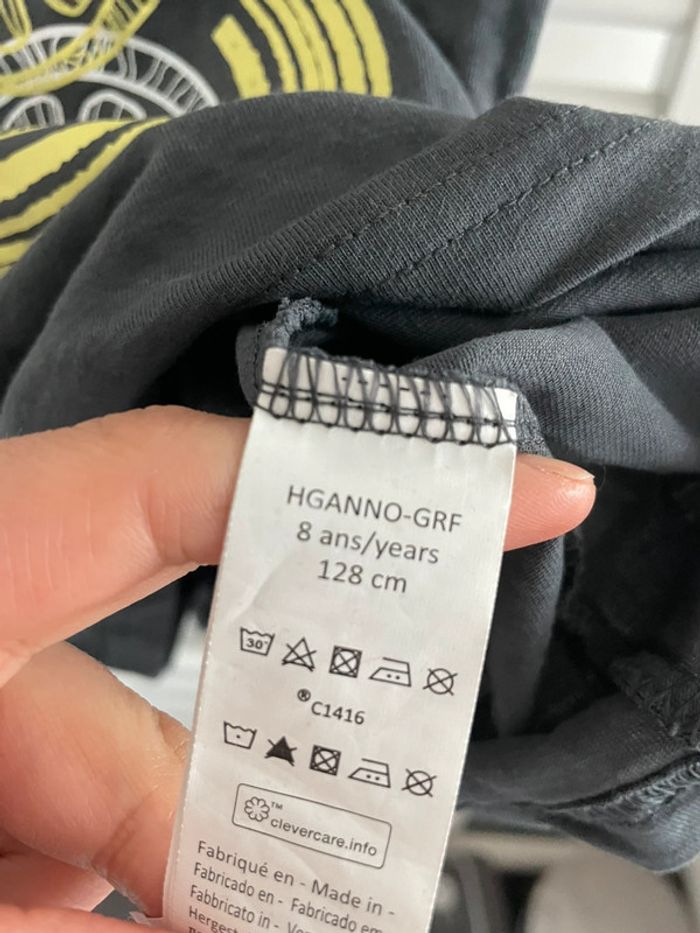 HGANNO-GRF
8 ans/years
128 cm
30°
® C1416
™
clevercare.info
Fabriqué en - Made in -
Fabricado en - Fabricado em
Fabbricato in -